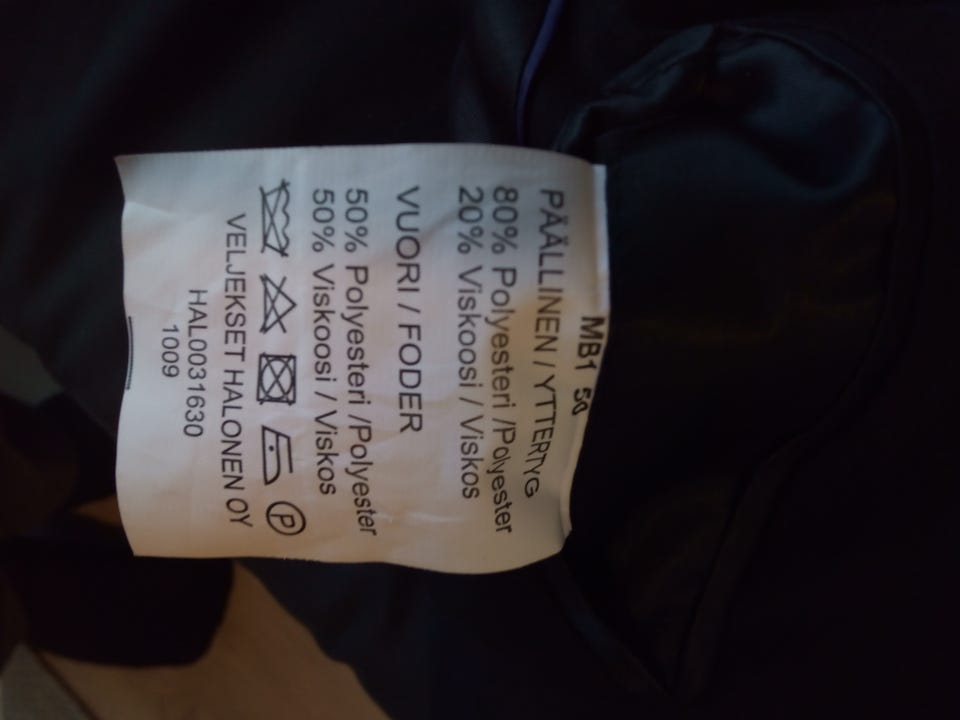 MB1 50
PÄÄLLINEN / YTTERTYG
80% Polyesteri /Polyester
20% Viskoosi / Viskos
VUORI / FODER
50% Polyesteri /Polyester
50% Viskoosi / Viskos
P
VELJEKSET HALONEN OY
HAL0031630
1009